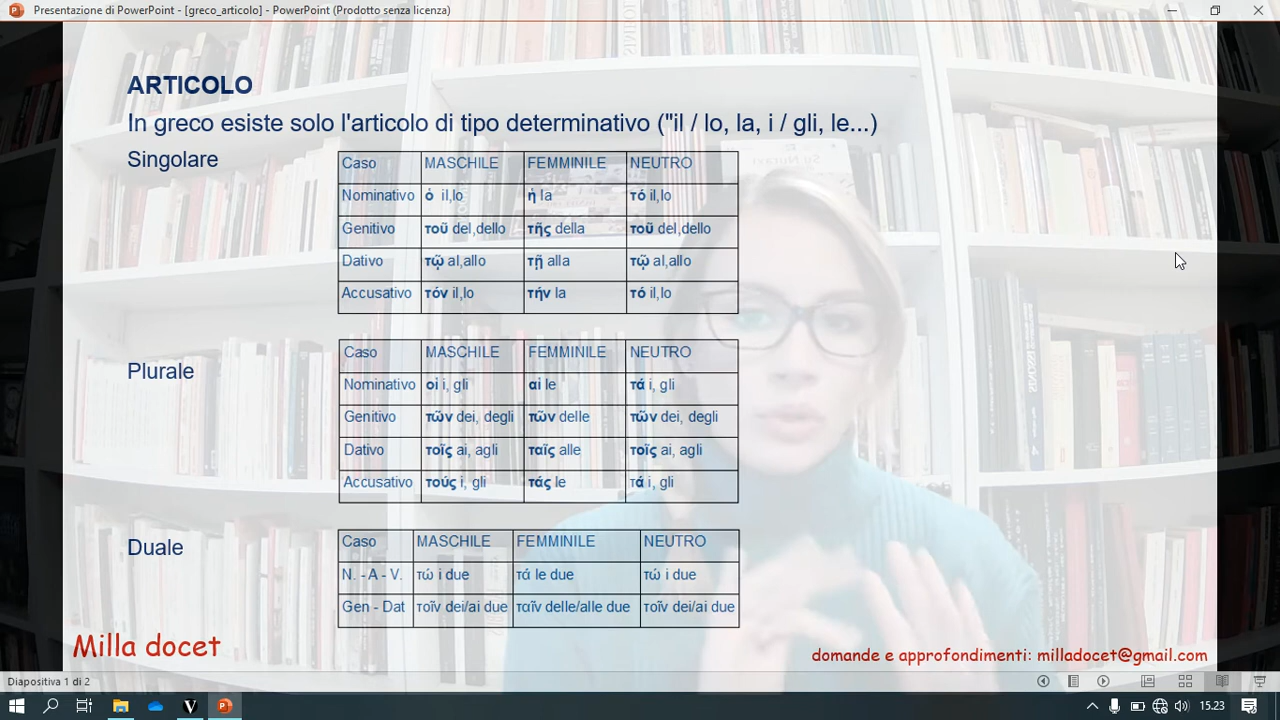 Presentazione di PowerPoint - [greco_articolo] - PowerPoint (Prodotto senza licenza)
ARTICOLO
In greco esiste solo l'articolo di tipo determinativo ("il / lo, la, i / gli, le...)
Singolare
Caso MASCHILE FEMMINILE NEUTRO
Nominativo ὁ il,lo ἡ la τό il,lo
Genitivo τοῦ del,dello τῆς della τοῦ del,dello
Dativo τῷ al,allo τῇ alla τῷ al,allo
Accusativo τόν il,lo τήν la τό il,lo
Plurale
Caso MASCHILE FEMMINILE NEUTRO
Nominativo οἱ i, gli αἱ le τά i, gli
Genitivo τῶν dei, degli τῶν delle τῶν dei, degli
Dativo τοῖς ai, agli ταῖς alle τοῖς ai, agli
Accusativo τούς i, gli τάς le τά i, gli
Duale
Caso MASCHILE FEMMINILE NEUTRO
N. - A - V. τώ i due τά le due τώ i due
Gen - Dat τοῖν dei/ai due ταῖν delle/alle due τοῖν dei/ai due
Milla docet
domande e approfondimenti: milladocet@gmail.com
Diapositiva 1 di 2
15.23